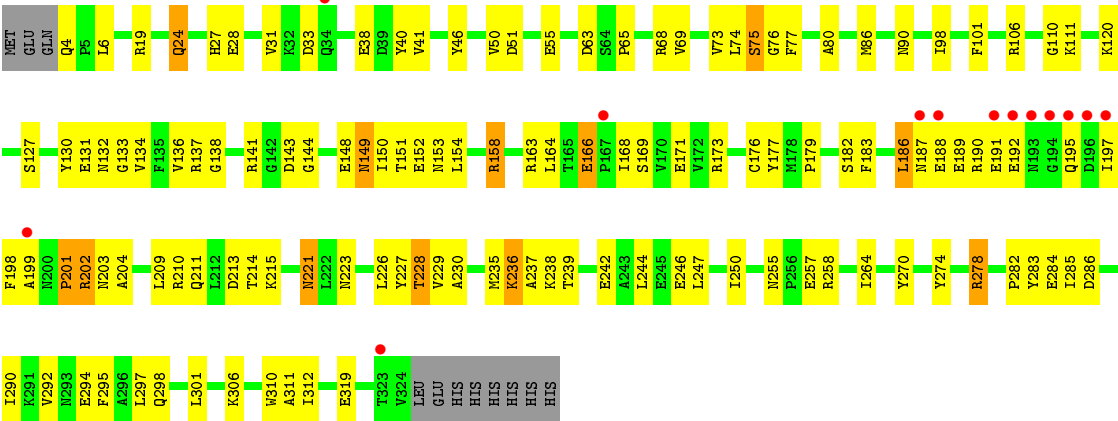 MET GLU GLN Q4 P5 L6 R19 Q24 H27 E28 V31 K32 D33 Q34 E38 D39 Y40 V41 Y46 V50 D51 E55 D63 S64 P65 R68 V69 V73 L74 S75 G76 F77 A80 M86 N90 I98 F101 R106 G110 K111 K120
S127 Y130 E131 N132 G133 V134 F135 V136 R137 G138 R141 G142 D143 G144 E148 N149 I150 T151 E152 N153 L154 R158 R163 L164 T165 E166 P167 I168 S169 V170 E171 V172 R173 C176 Y177 M178 P179 S182 F183 L186 N187 E188 E189 R190 E191 E192 N193 G194 Q195 D196 I197
F198 A199 N200 P201 R202 N203 A204 L209 R210 Q211 L212 D213 T214 K215 N221 L222 N223 L226 Y227 T228 V229 A230 M235 K236 A237 K238 T239 E242 A243 L244 E245 E246 L247 I250 N255 P256 E257 R258 I264 Y270 Y274 R278 P282 Y283 E284 I285 D286
I290 K291 V292 N293 E294 F295 A296 L297 Q298 L301 K306 W310 A311 I312 E319 T323 V324 LEU GLU HIS HIS HIS HIS HIS HIS